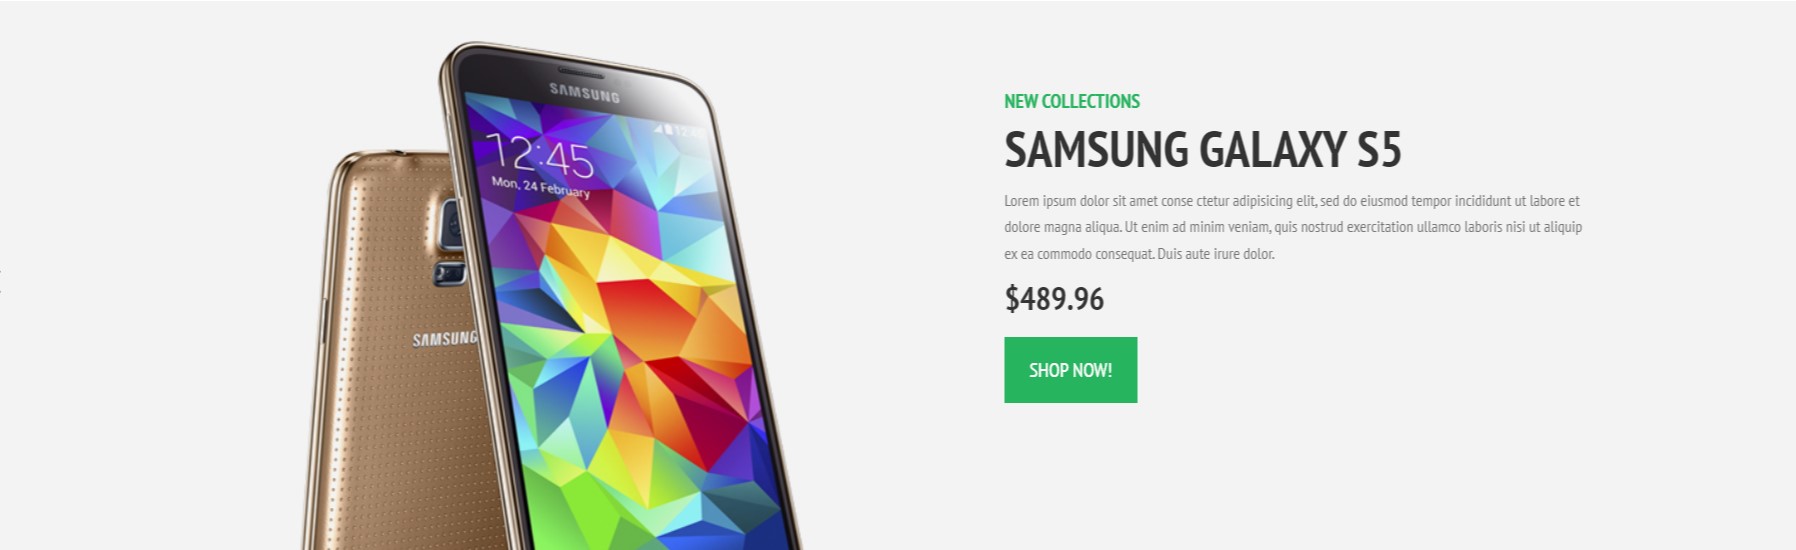 SAMSUNG
12:45
12:45
Mon, 24 February
SAMSUNG
NEW COLLECTIONS
SAMSUNG GALAXY S5
Lorem ipsum dolor sit amet conse ctetur adipisicing elit, sed do eiusmod tempor incididunt ut labore et
dolore magna aliqua. Ut enim ad minim veniam, quis nostrud exercitation ullamco laboris nisi ut aliquip
ex ea commodo consequat. Duis aute irure dolor.
$489.96
SHOP NOW!